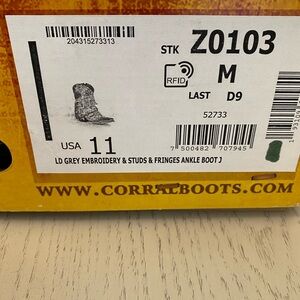 204315273313
STK Z0103
RFID M
LAST D9
52733
USA 11
7 500482 707945
LD GREY EMBROIDERY & STUDS & FRINGES ANKLE BOOT J
WWW.CORRALBOOTS.COM